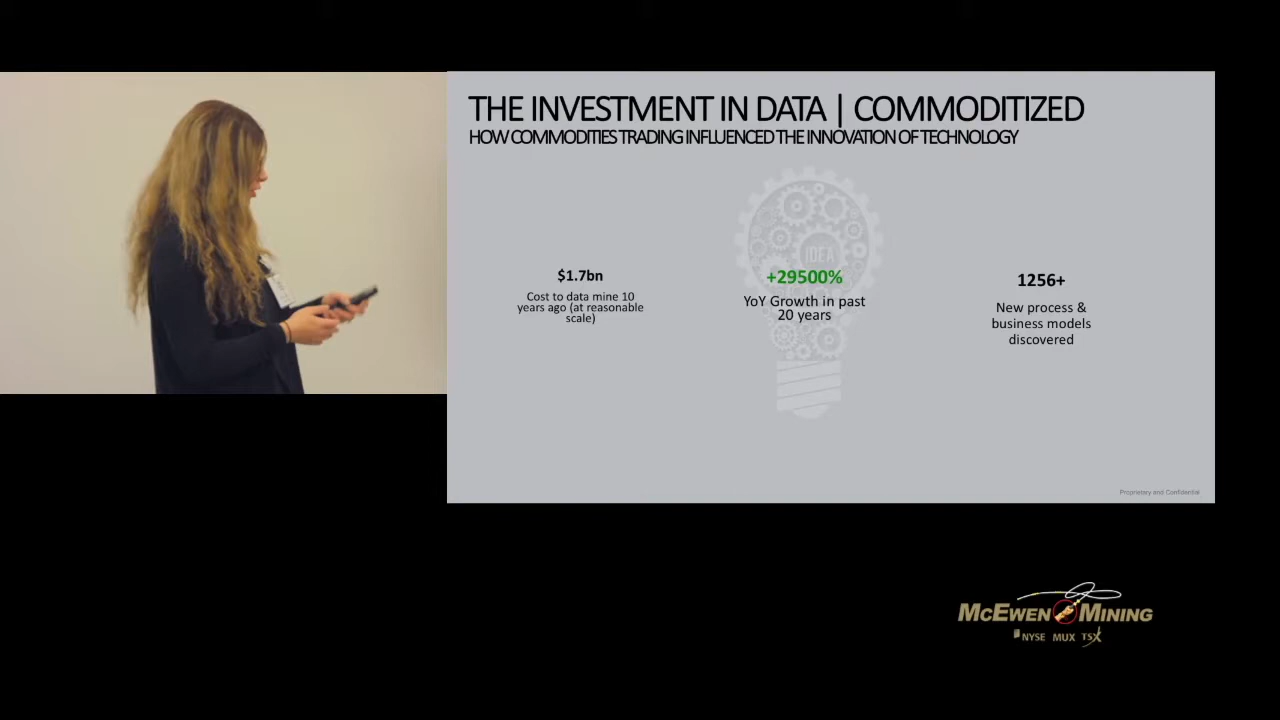 THE INVESTMENT IN DATA | COMMODITIZED
HOW COMMODITIES TRADING INFLUENCED THE INNOVATION OF TECHNOLOGY
IDEA
$1.7bn
Cost to data mine 10
years ago (at reasonable
scale)
+29500%
YoY Growth in past
20 years
1256+
New process &
business models
discovered
Proprietary and Confidential
MCEWEN MINING
NYSE MUX TSX